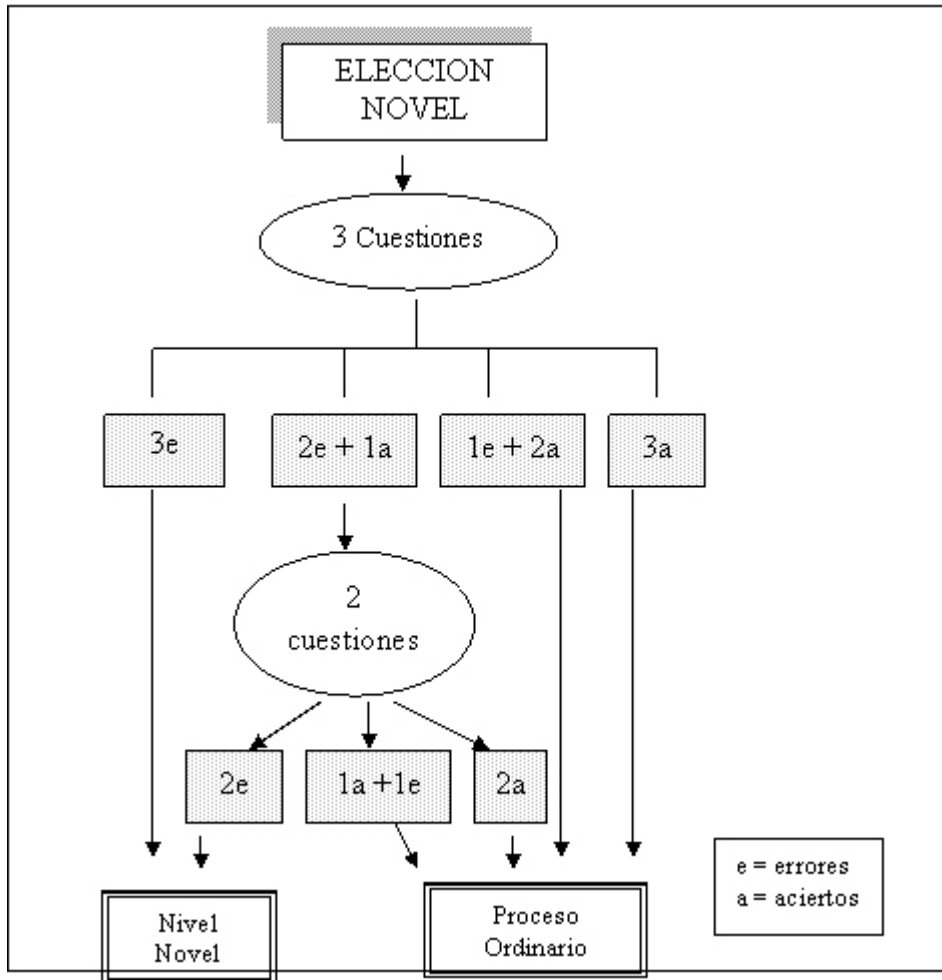 ELECCION
NOVEL
3 Cuestiones
3e
2e + 1a
1e + 2a
3a
2
cuestiones
2e
1a +1e
2a
e = errores
a = aciertos
Nivel
Novel
Proceso
Ordinario